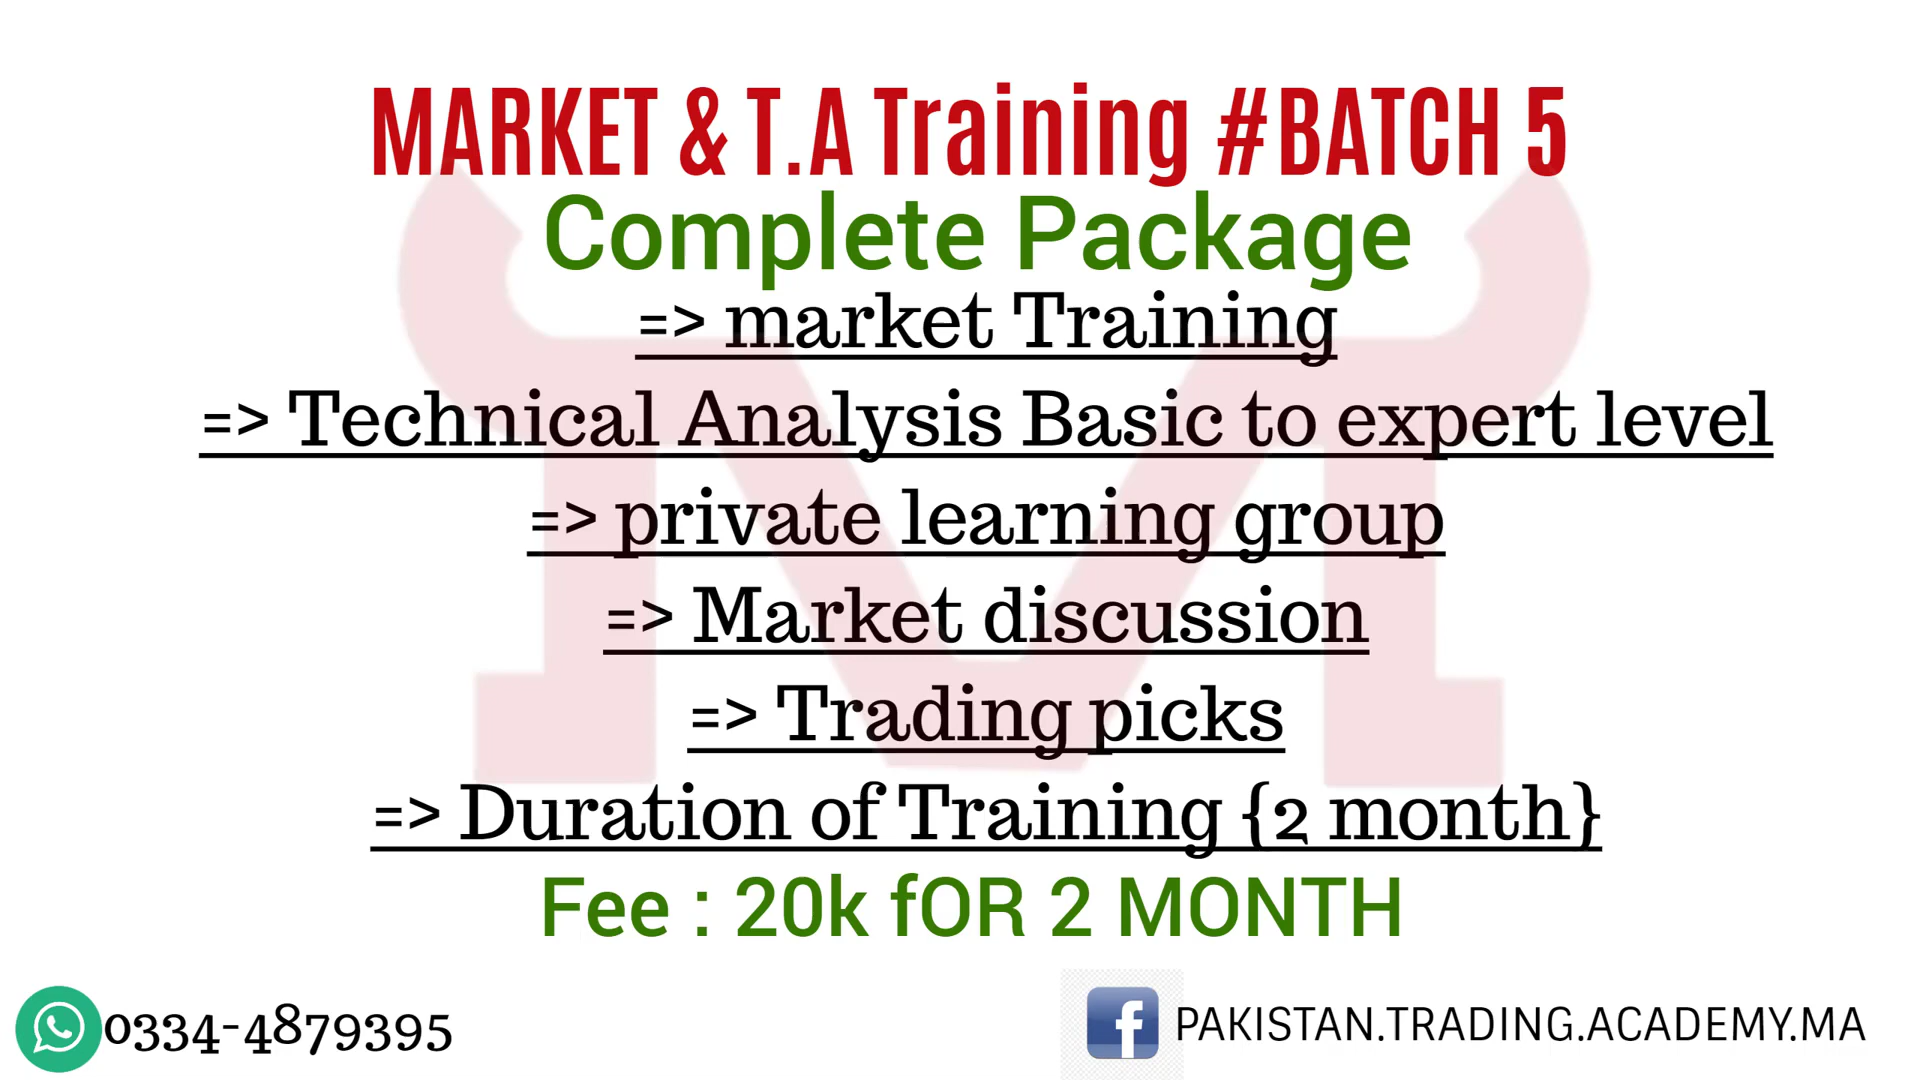 MARKET & T.A Training #BATCH 5
Complete Package
=> market Training
=> Technical Analysis Basic to expert level
=> private learning group
=> Market discussion
=> Trading picks
=> Duration of Training {2 month}
Fee : 20k fOR 2 MONTH
0334-4879395
PAKISTAN.TRADING.ACADEMY.MA